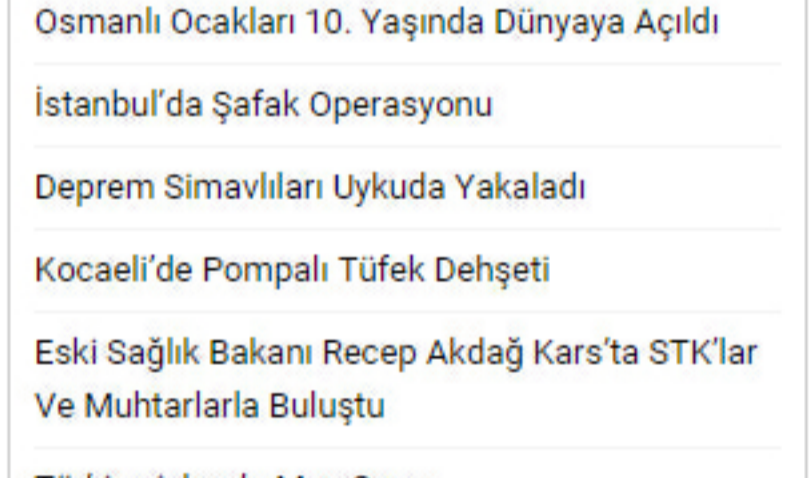 Osmanlı Ocakları 10. Yaşında Dünyaya Açıldı
İstanbul’da Şafak Operasyonu
Deprem Simavlıları Uykuda Yakaladı
Kocaeli’de Pompalı Tüfek Dehşeti
Eski Sağlık Bakanı Recep Akdağ Kars’ta STK’lar
Ve Muhtarlarla Buluştu